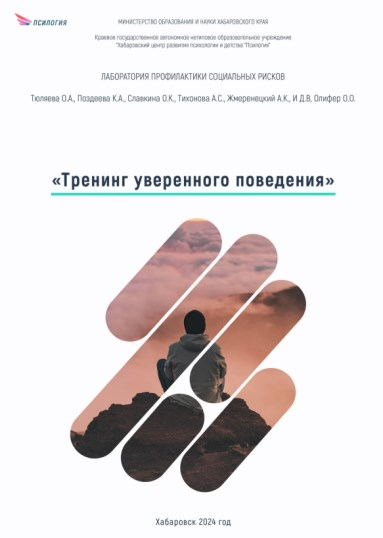 ПСИЛОГИЯ
МИНИСТЕРСТВО ОБРАЗОВАНИЯ И НАУКИ ХАБАРОВСКОГО КРАЯ
Краевое государственное автономное нетиповое образовательное учреждение
"Хабаровский центр развития психологии и детства "Псилогия"
ЛАБОРАТОРИЯ ПРОФИЛАКТИКИ СОЦИАЛЬНЫХ РИСКОВ
Тюляева О.А., Поздеева К.А., Славкина О.К., Тихонова А.С., Жмеренецкий А.К., И Д.В, Олифер О.О.
«Тренинг уверенного поведения»
Хабаровск 2024 год